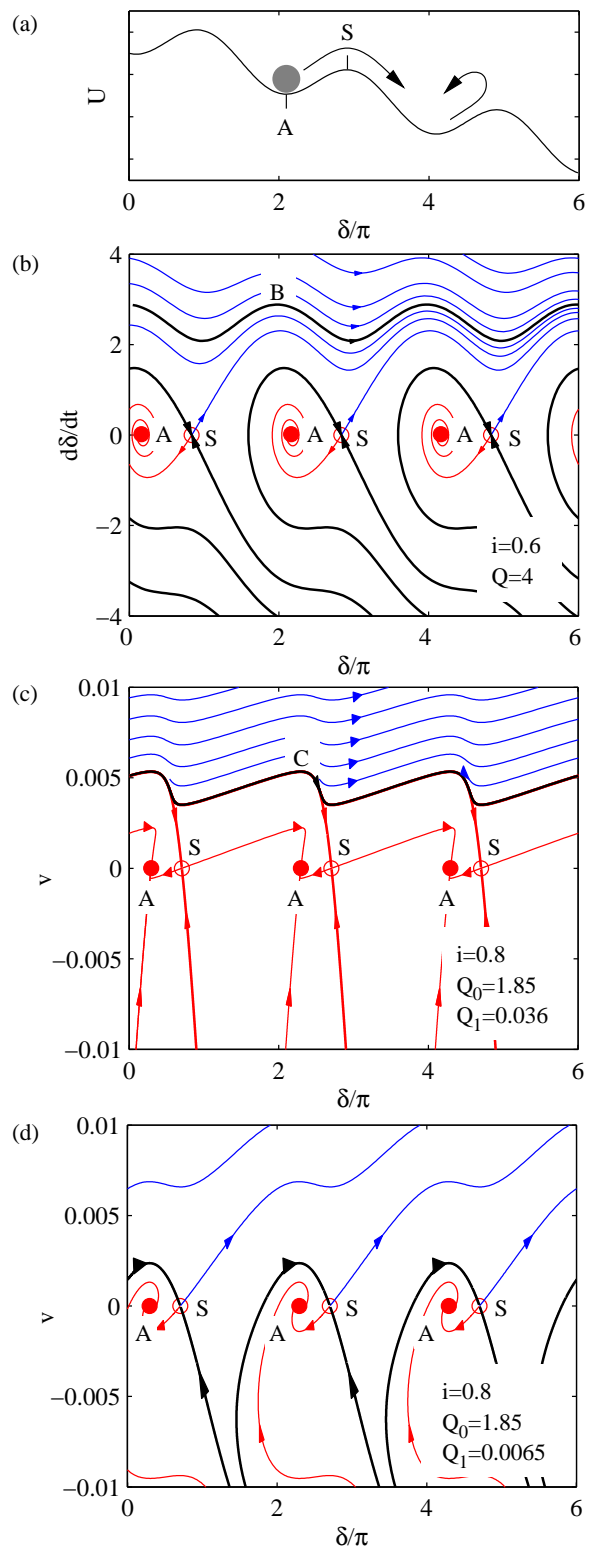 (a)
U
S
A
0 2 4 6
δ/π
(b)
dδ/dt
4
2
0
−2
−4
B
A S A S A S
i=0.6
Q=4
0 2 4 6
δ/π
(c)
v
0.01
0.005
0
−0.005
−0.01
C
S S S
A A A
i=0.8
Q₀=1.85
Q₁=0.036
0 2 4 6
δ/π
(d)
v
0.01
0.005
0
−0.005
−0.01
S S S
A A A
i=0.8
Q₀=1.85
Q₁=0.0065
0 2 4 6
δ/π